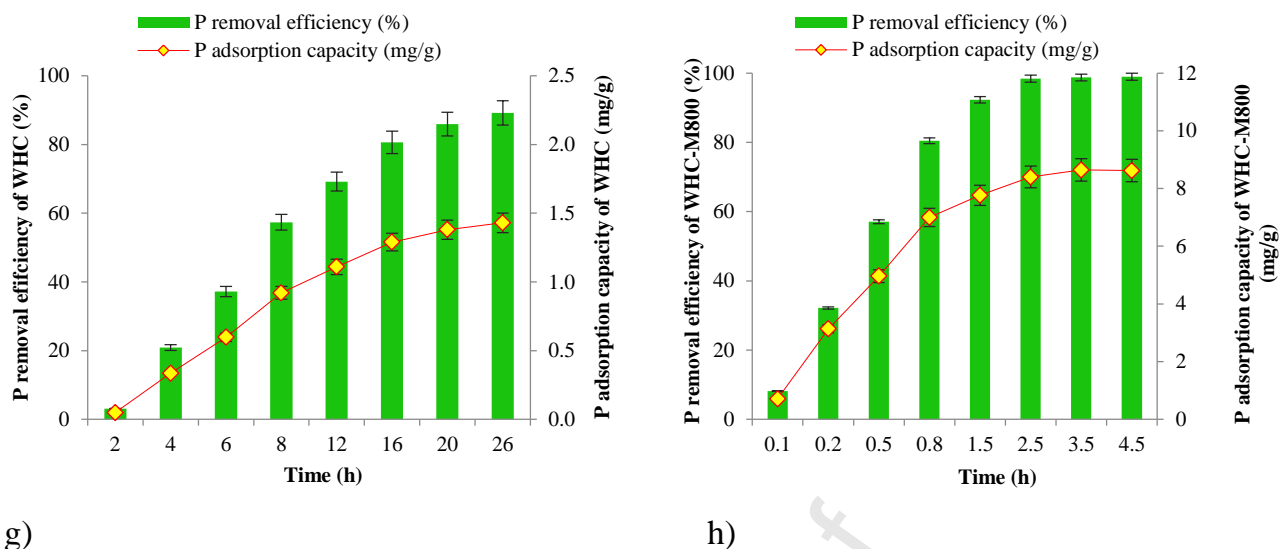 P removal efficiency (%)
P adsorption capacity (mg/g)
100
80
60
40
20
0
2.5
2.0
1.5
1.0
0.5
0.0
P removal efifciency of WHC (%)
P adsorption capacity of WHC (mg/g)
2 4 6 8 12 16 20 26
Time (h)
g)
P removal efficiency (%)
P adsorption capacity (mg/g)
100
80
60
40
20
0
12
10
8
6
4
2
0
P removal efficiency of WHC-M800 (%)
P adsorption capacity of WHC-M800
(mg/g)
0.1 0.2 0.5 0.8 1.5 2.5 3.5 4.5
Time (h)
h)